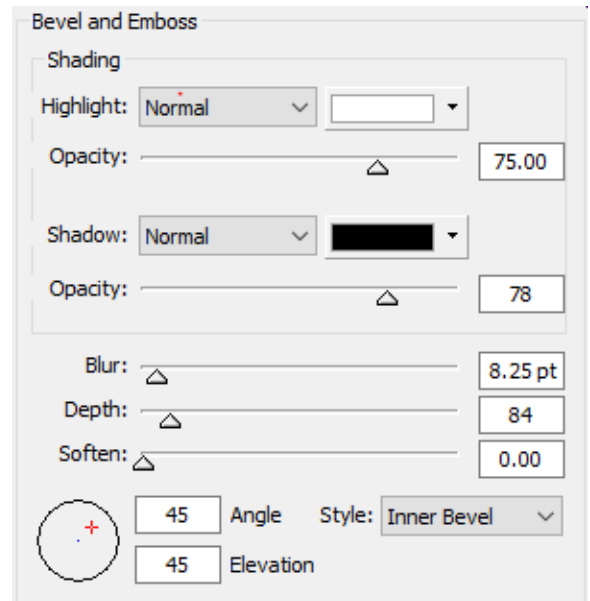 Bevel and Emboss
Shading
Highlight: Normal
Opacity: 75.00
Shadow: Normal
Opacity: 78
Blur: 8.25 pt
Depth: 84
Soften: 0.00
45 Angle Style: Inner Bevel
45 Elevation